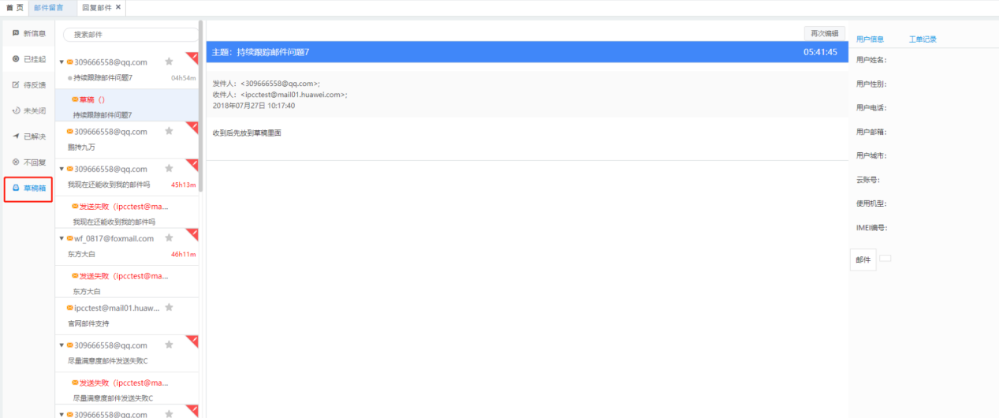 首 页
邮件留言
回复邮件
新信息
已挂起
待反馈
未关闭
已解决
不回复
草稿箱
搜索邮件
309666558@qq.com
持续跟踪邮件问题7 04h54m
草稿（）
持续跟踪邮件问题7
309666558@qq.com
309666558@qq.com
我现在还能收到我的邮件吗 45h13m
发送失败（ipcctest@ma...
我现在还能收到我的邮件吗
wf_0817@foxmail.com
东方大白 46h11m
发送失败（ipcctest@ma...
东方大白
ipcctest@mail01.huaw...
官网邮件支持
309666558@qq.com
尽量满意度邮件发送失败C
发送失败（ipcctest@ma...
尽量满意度邮件发送失败C
309666558@qq.com
再次编辑
主题：持续跟踪邮件问题7 05:41:45
发件人：<309666558@qq.com>;
收件人：<ipcctest@mail01.huawei.com>;
2018年07月27日 10:17:40
收到后先放到草稿里面
用户信息 工单记录
用户姓名：
用户性别：
用户电话：
用户邮箱：
用户城市：
云账号：
使用机型：
IMEI编号：
邮件